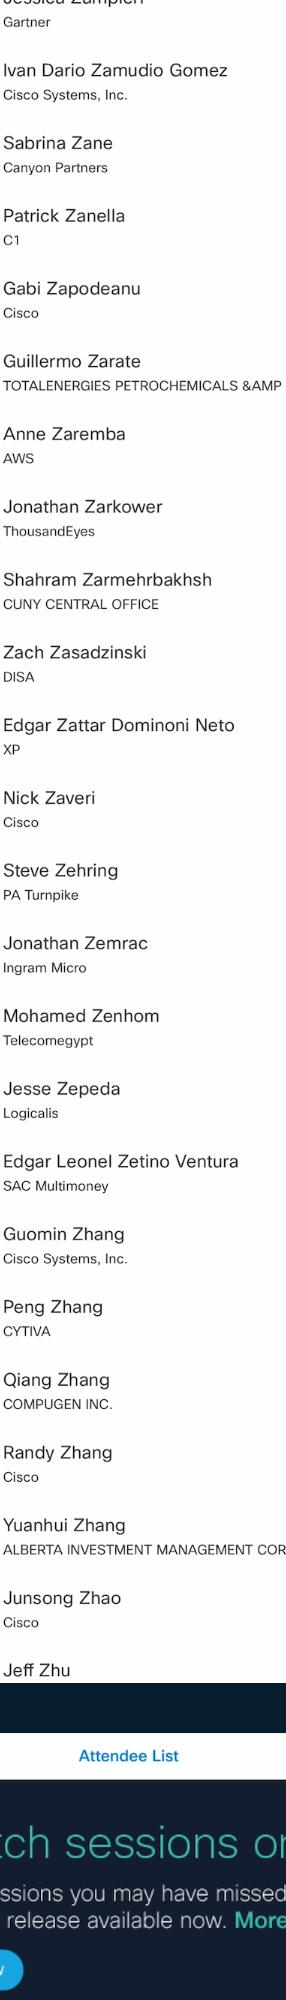 Jessica Zampieri
Gartner
Ivan Dario Zamudio Gomez
Cisco Systems, Inc.
Sabrina Zane
Canyon Partners
Patrick Zanella
C1
Gabi Zapodeanu
Cisco
Guillermo Zarate
TOTALENERGIES PETROCHEMICALS &AMP
Anne Zaremba
AWS
Jonathan Zarkower
ThousandEyes
Shahram Zarmehrbakhsh
CUNY CENTRAL OFFICE
Zach Zasadzinski
DISA
Edgar Zattar Dominoni Neto
XP
Nick Zaveri
Cisco
Steve Zehring
PA Turnpike
Jonathan Zemrac
Ingram Micro
Mohamed Zenhom
Telecomegypt
Jesse Zepeda
Logicalis
Edgar Leonel Zetino Ventura
SAC Multimoney
Guomin Zhang
Cisco Systems, Inc.
Peng Zhang
CYTIVA
Qiang Zhang
COMPUGEN INC.
Randy Zhang
Cisco
Yuanhui Zhang
ALBERTA INVESTMENT MANAGEMENT COR
Junsong Zhao
Cisco
Jeff Zhu
Attendee List
tch sessions or
ssions you may have missed
release available now. More